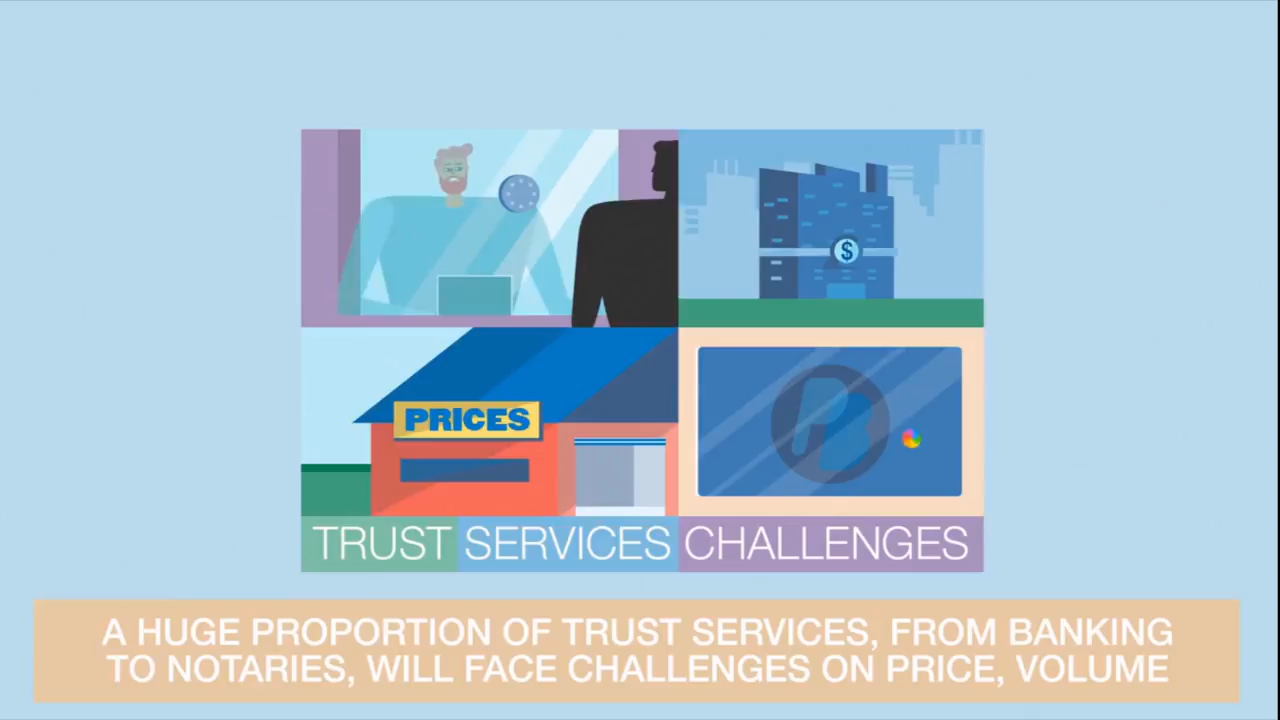 $
PRICES
PB
TRUST SERVICES CHALLENGES
A HUGE PROPORTION OF TRUST SERVICES, FROM BANKING
TO NOTARIES, WILL FACE CHALLENGES ON PRICE, VOLUME